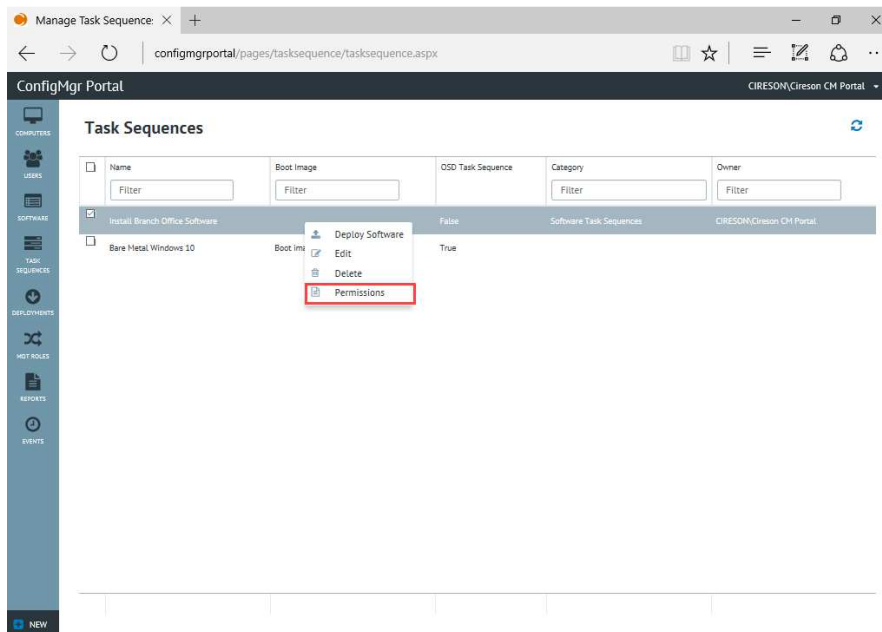 Manage Task Sequence:
configmgrportal/pages/tasksequence/tasksequence.aspx
ConfigMgr Portal
CIRESON\Cireson CM Portal
COMPUTERS
USERS
SOFTWARE
TASK
SEQUENCES
DEPLOYMENTS
MDT ROLES
REPORTS
EVENTS
NEW
Task Sequences
Name Boot Image OSD Task Sequence Category Owner
Filter Filter Filter Filter
Install Branch Office Software False Software Task Sequences CIRESON\Cireson CM Portal
Bare Metal Windows 10 Boot ima True
Deploy Software
Edit
Delete
Permissions